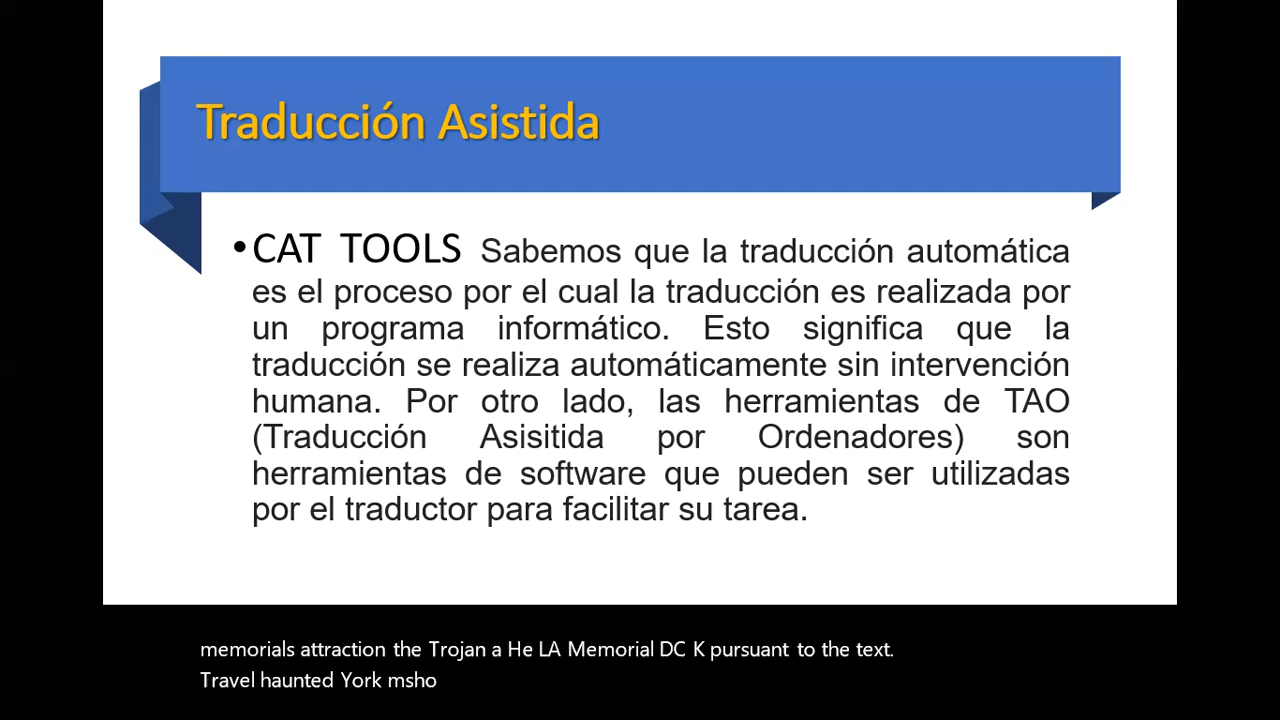 Traducción Asistida
•CAT TOOLS Sabemos que la traducción automática
es el proceso por el cual la traducción es realizada por
un programa informático. Esto significa que la
traducción se realiza automáticamente sin intervención
humana. Por otro lado, las herramientas de TAO
(Traducción Asisitida por Ordenadores) son
herramientas de software que pueden ser utilizadas
por el traductor para facilitar su tarea.
memorials attraction the Trojan a He LA Memorial DC K pursuant to the text.
Travel haunted York msho